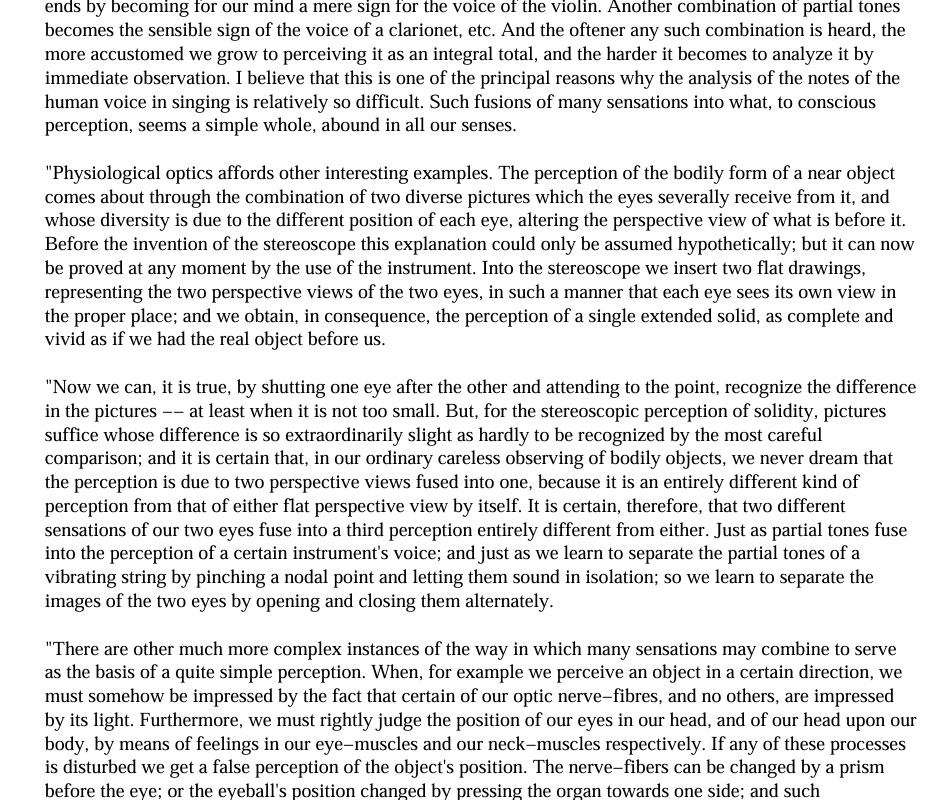 ends by becoming for our mind a mere sign for the voice of the violin. Another combination of partial tones
becomes the sensible sign of the voice of a clarionet, etc. And the oftener any such combination is heard, the
more accustomed we grow to perceiving it as an integral total, and the harder it becomes to analyze it by
immediate observation. I believe that this is one of the principal reasons why the analysis of the notes of the
human voice in singing is relatively so difficult. Such fusions of many sensations into what, to conscious
perception, seems a simple whole, abound in all our senses.
"Physiological optics affords other interesting examples. The perception of the bodily form of a near object
comes about through the combination of two diverse pictures which the eyes severally receive from it, and
whose diversity is due to the different position of each eye, altering the perspective view of what is before it.
Before the invention of the stereoscope this explanation could only be assumed hypothetically; but it can now
be proved at any moment by the use of the instrument. Into the stereoscope we insert two flat drawings,
representing the two perspective views of the two eyes, in such a manner that each eye sees its own view in
the proper place; and we obtain, in consequence, the perception of a single extended solid, as complete and
vivid as if we had the real object before us.
"Now we can, it is true, by shutting one eye after the other and attending to the point, recognize the difference
in the pictures −− at least when it is not too small. But, for the stereoscopic perception of solidity, pictures
suffice whose difference is so extraordinarily slight as hardly to be recognized by the most careful
comparison; and it is certain that, in our ordinary careless observing of bodily objects, we never dream that
the perception is due to two perspective views fused into one, because it is an entirely different kind of
perception from that of either flat perspective view by itself. It is certain, therefore, that two different
sensations of our two eyes fuse into a third perception entirely different from either. Just as partial tones fuse
into the perception of a certain instrument's voice; and just as we learn to separate the partial tones of a
vibrating string by pinching a nodal point and letting them sound in isolation; so we learn to separate the
images of the two eyes by opening and closing them alternately.
"There are other much more complex instances of the way in which many sensations may combine to serve
as the basis of a quite simple perception. When, for example we perceive an object in a certain direction, we
must somehow be impressed by the fact that certain of our optic nerve−fibres, and no others, are impressed
by its light. Furthermore, we must rightly judge the position of our eyes in our head, and of our head upon our
body, by means of feelings in our eye−muscles and our neck−muscles respectively. If any of these processes
is disturbed we get a false perception of the object's position. The nerve−fibers can be changed by a prism
before the eye; or the eyeball's position changed by pressing the organ towards one side; and such